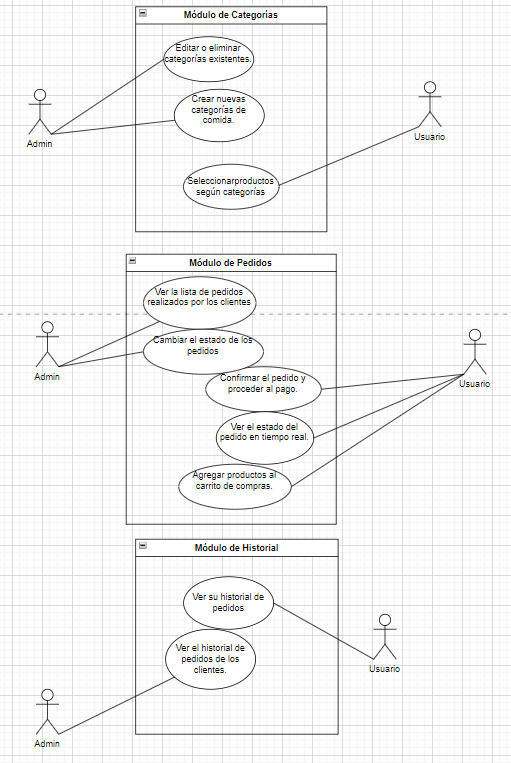 Módulo de Categorías
Editar o eliminar
categorías existentes.
Crear nuevas
categorías de
comida.
Admin
Usuario
Seleccionarproductos
según categorías
Módulo de Pedidos
Ver la lista de pedidos
realizados por los clientes
Cambiar el estado de los
pedidos
Admin
Confirmar el pedido y
proceder al pago.
Usuario
Ver el estado del
pedido en tiempo real.
Agregar productos al
carrito de compras.
Módulo de Historial
Ver su historial de
pedidos
Ver el historial de
pedidos de los
clientes.
Usuario
Admin